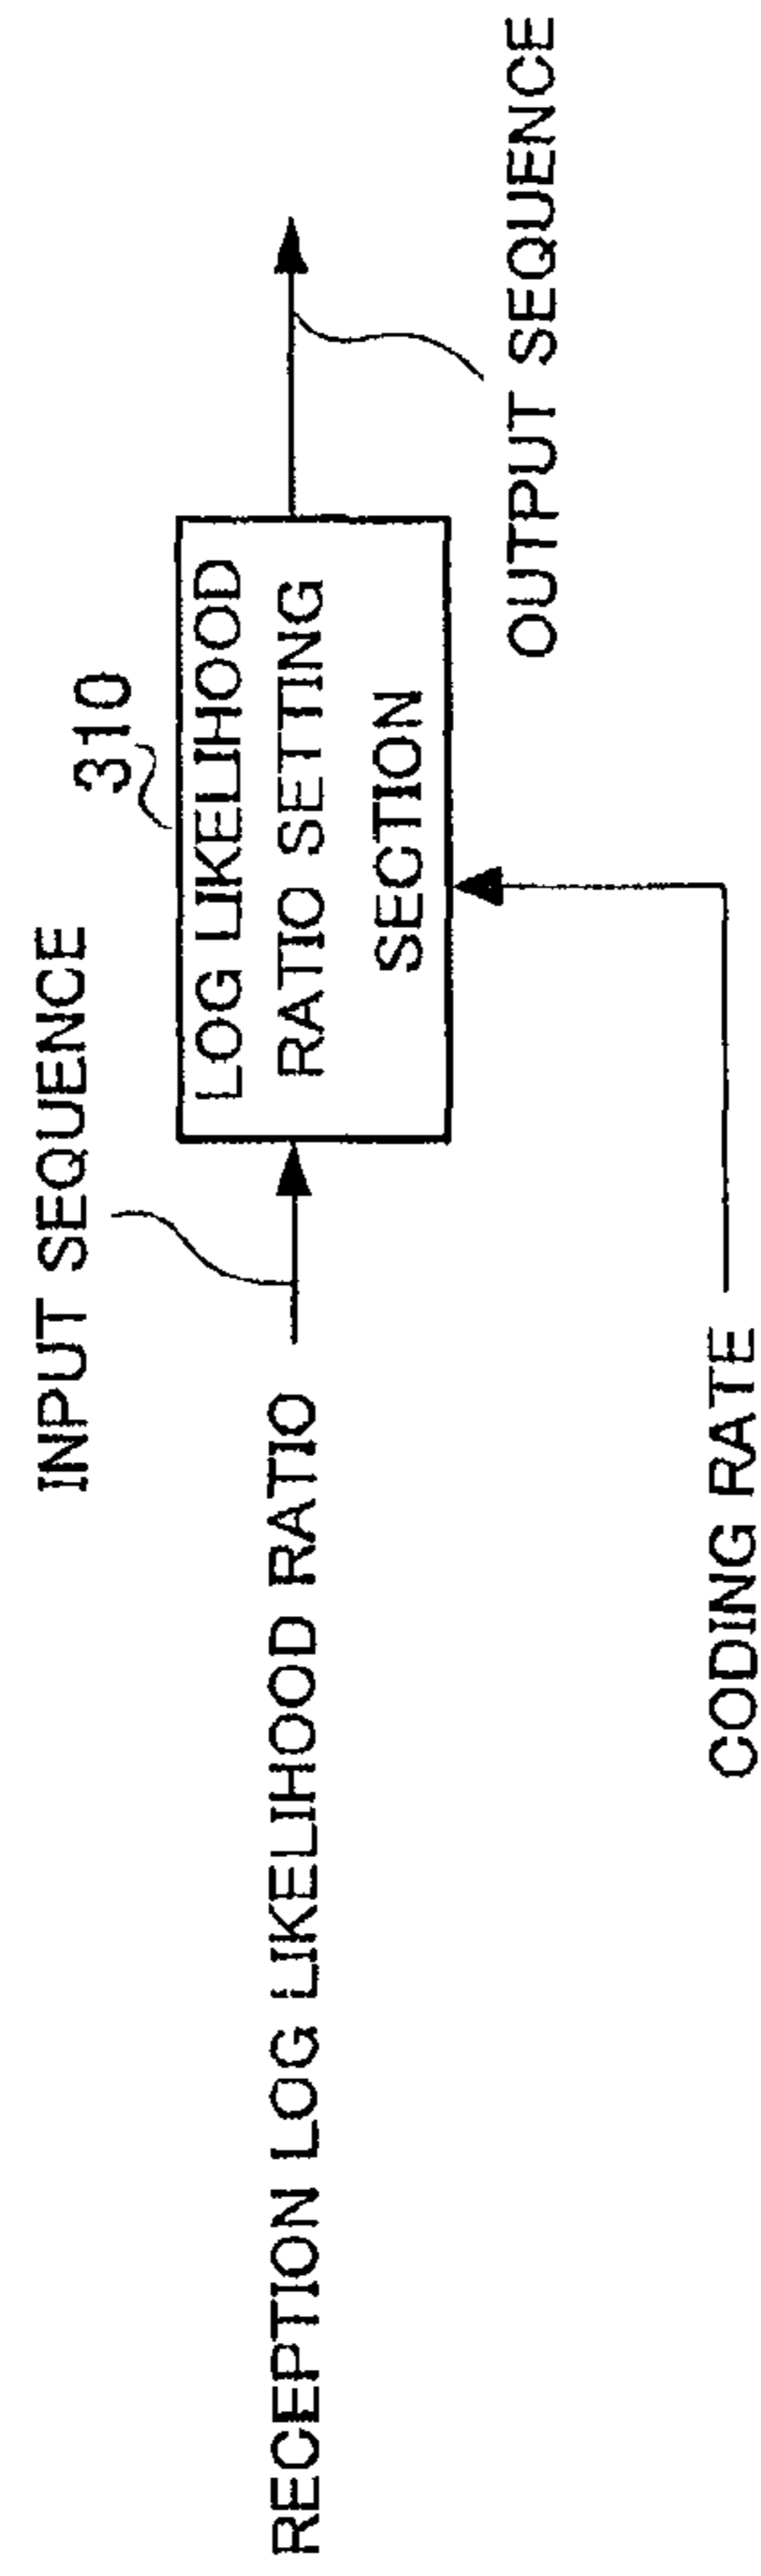 INPUT SEQUENCE
310
RECEPTION LOG LIKELIHOOD RATIO
LOG LIKELIHOOD
RATIO SETTING
SECTION
OUTPUT SEQUENCE
CODING RATE